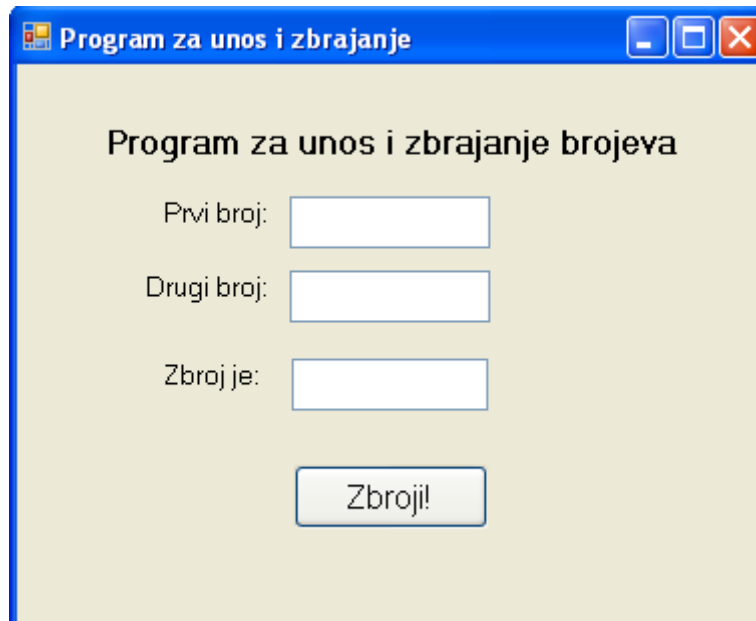 Program za unos i zbrajanje
Program za unos i zbrajanje brojeva
Prvi broj:
Drugi broj:
Zbroj je:
Zbroji!